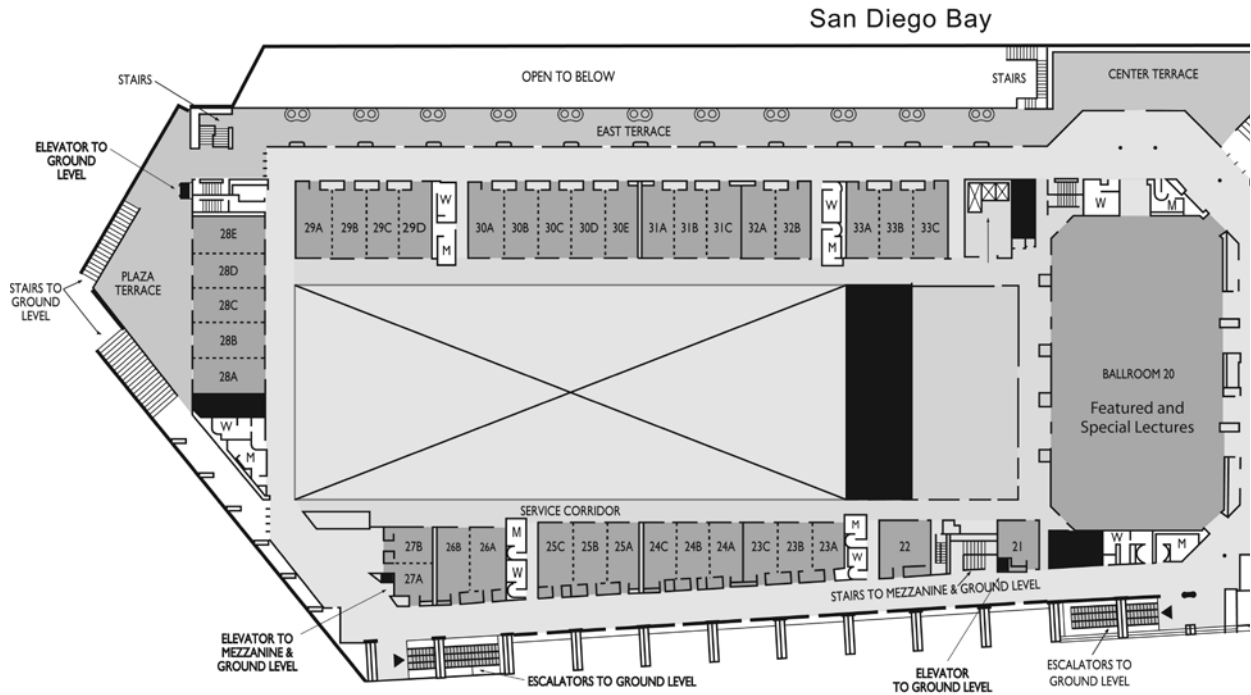 San Diego Bay
OPEN TO BELOW
STAIRS
CENTER TERRACE
STAIRS
EAST TERRACE
ELEVATOR TO
GROUND
LEVEL
29A
29B
29C
29D
W
M
30A
30B
30C
30D
30E
31A
31B
31C
32A
32B
W
M
33A
33B
33C
W
M
28E
28D
28C
28B
28A
PLAZA
TERRACE
STAIRS TO
GROUND
LEVEL
W
M
BALLROOM 20
Featured and
Special Lectures
SERVICE CORRIDOR
27B
27A
26B
26A
M
W
25C
25B
25A
24C
24B
24A
23C
23B
23A
M
W
22
21
W
M
STAIRS TO MEZZANINE & GROUND LEVEL
ELEVATOR TO
MEZZANINE &
GROUND LEVEL
ESCALATORS TO GROUND LEVEL
ELEVATOR
TO GROUND LEVEL
ESCALATORS TO
GROUND LEVEL